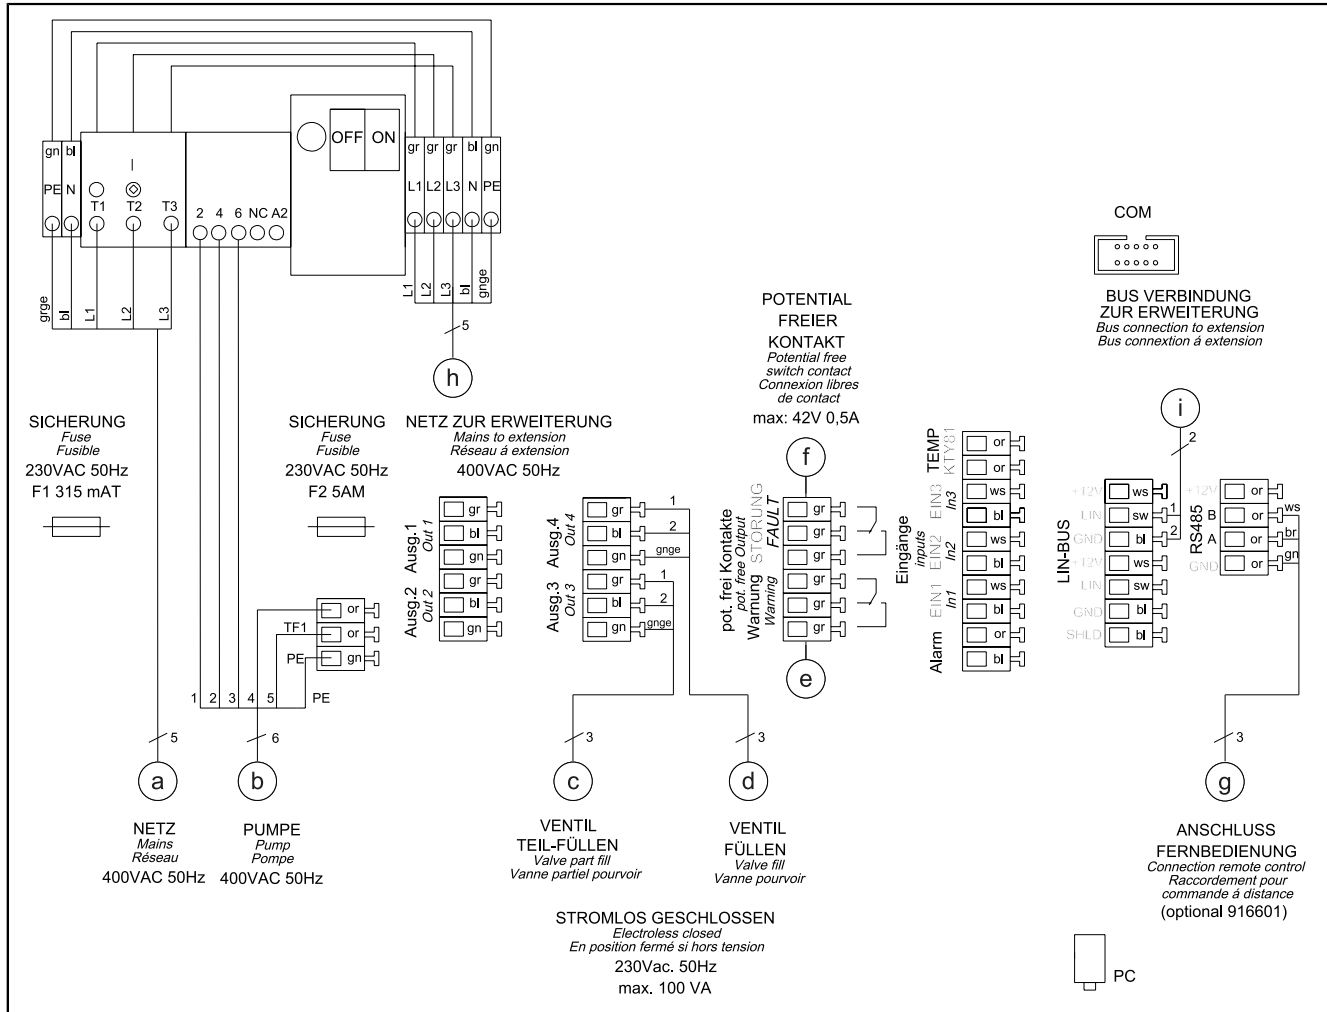 OFF ON
gn bl
gr gr gr bl gn
PE N
T1 T2 T3
2 4 6 NC A2
L1 L2 L3 N PE
grge bl L1 L2 L3
L1 L2 L3 bl gnge
5
h
COM
BUS VERBINDUNG
ZUR ERWEITERUNG
Bus connection to extension
Bus connextion á extension
POTENTIAL
FREIER
KONTAKT
Potential free
switch contact
Connexion libres
de contact
max: 42V 0,5A
SICHERUNG
Fuse
Fusible
230VAC 50Hz
F1 315 mAT
SICHERUNG
Fuse
Fusible
230VAC 50Hz
F2 5AM
NETZ ZUR ERWEITERUNG
Mains to extension
Réseau á extension
400VAC 50Hz
or
TF1 or
PE gn
1 2 3 4 5 PE
Ausg.1
Out 1
Ausg.2
Out 2
gr
bl
gn
gr
bl
gn
Ausg.4
Out 4
Ausg.3
Out 3
gr 1
bl 2
gn gnge
gr 1
bl 2
gn gnge
f
pot. frei Kontakte
pot. free Output
STÖRUNG
FAULT
Warnung
Warning
gr
gr
gr
gr
gr
gr
e
Eingänge
inputs
TEMP
KTY81
EIN3
In3
EIN2
In2
EIN1
In1
Alarm
or
or
ws
bl
ws
bl
ws
bl
or
bl
i
2
LIN-BUS
+12V ws
LIN sw 1
GND bl 2
+12V ws
LIN sw
GND bl
SHLD bl
RS485
+12V or
B or ws
A or br
GND or gn
5
a
NETZ
Mains
Réseau
400VAC 50Hz
6
b
PUMPE
Pump
Pompe
400VAC 50Hz
3
c
VENTIL
TEIL-FÜLLEN
Valve part fill
Vanne partiel pourvoir
3
d
VENTIL
FÜLLEN
Valve fill
Vanne pourvoir
3
g
ANSCHLUSS
FERNBEDIENUNG
Connection remote control
Raccordement pour
commande á distance
(optional 916601)
STROMLOS GESCHLOSSEN
Electroless closed
En position fermé si hors tension
230Vac. 50Hz
max. 100 VA
PC